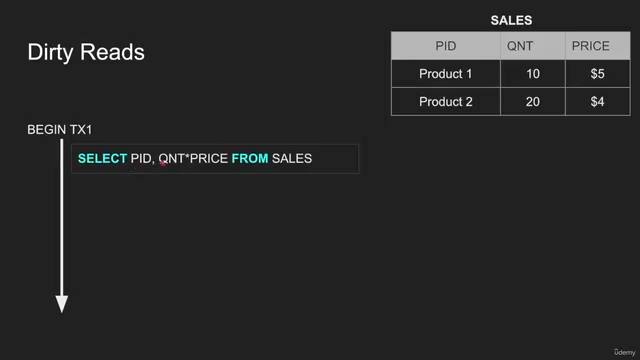 SALES
Dirty Reads
PID QNT PRICE
Product 1 10 $5
Product 2 20 $4
BEGIN TX1
SELECT PID, QNT*PRICE FROM SALES
ûdemy